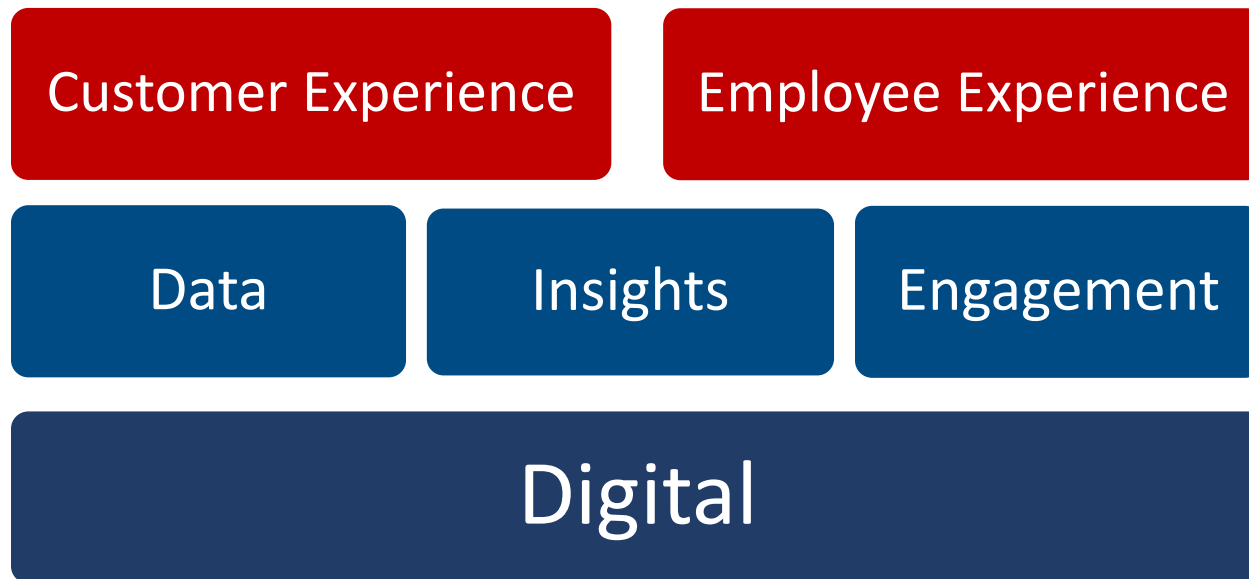 Customer Experience
Employee Experience
Data
Insights
Engagement
Digital